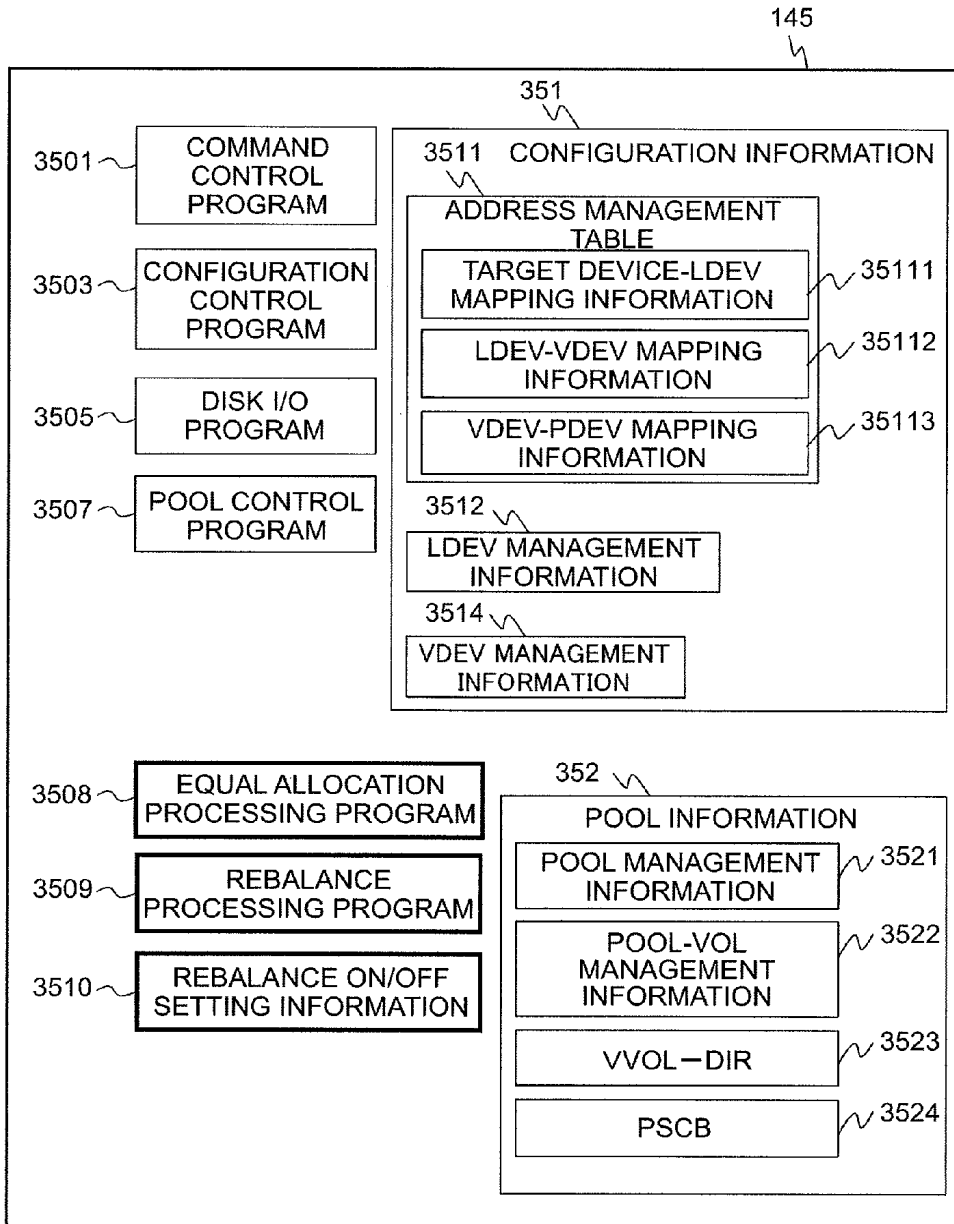 145
351
3501
COMMAND
CONTROL
PROGRAM
3503
CONFIGURATION
CONTROL
PROGRAM
3505
DISK I/O
PROGRAM
3507
POOL CONTROL
PROGRAM
3511 CONFIGURATION INFORMATION
ADDRESS MANAGEMENT
TABLE
TARGET DEVICE-LDEV
MAPPING INFORMATION
35111
LDEV-VDEV MAPPING
INFORMATION
35112
VDEV-PDEV MAPPING
INFORMATION
35113
3512
LDEV MANAGEMENT
INFORMATION
3514
VDEV MANAGEMENT
INFORMATION
3508
EQUAL ALLOCATION
PROCESSING PROGRAM
3509
REBALANCE
PROCESSING PROGRAM
3510
REBALANCE ON/OFF
SETTING INFORMATION
352
POOL INFORMATION
POOL MANAGEMENT
INFORMATION
3521
POOL-VOL
MANAGEMENT
INFORMATION
3522
VVOL－DIR
3523
PSCB
3524